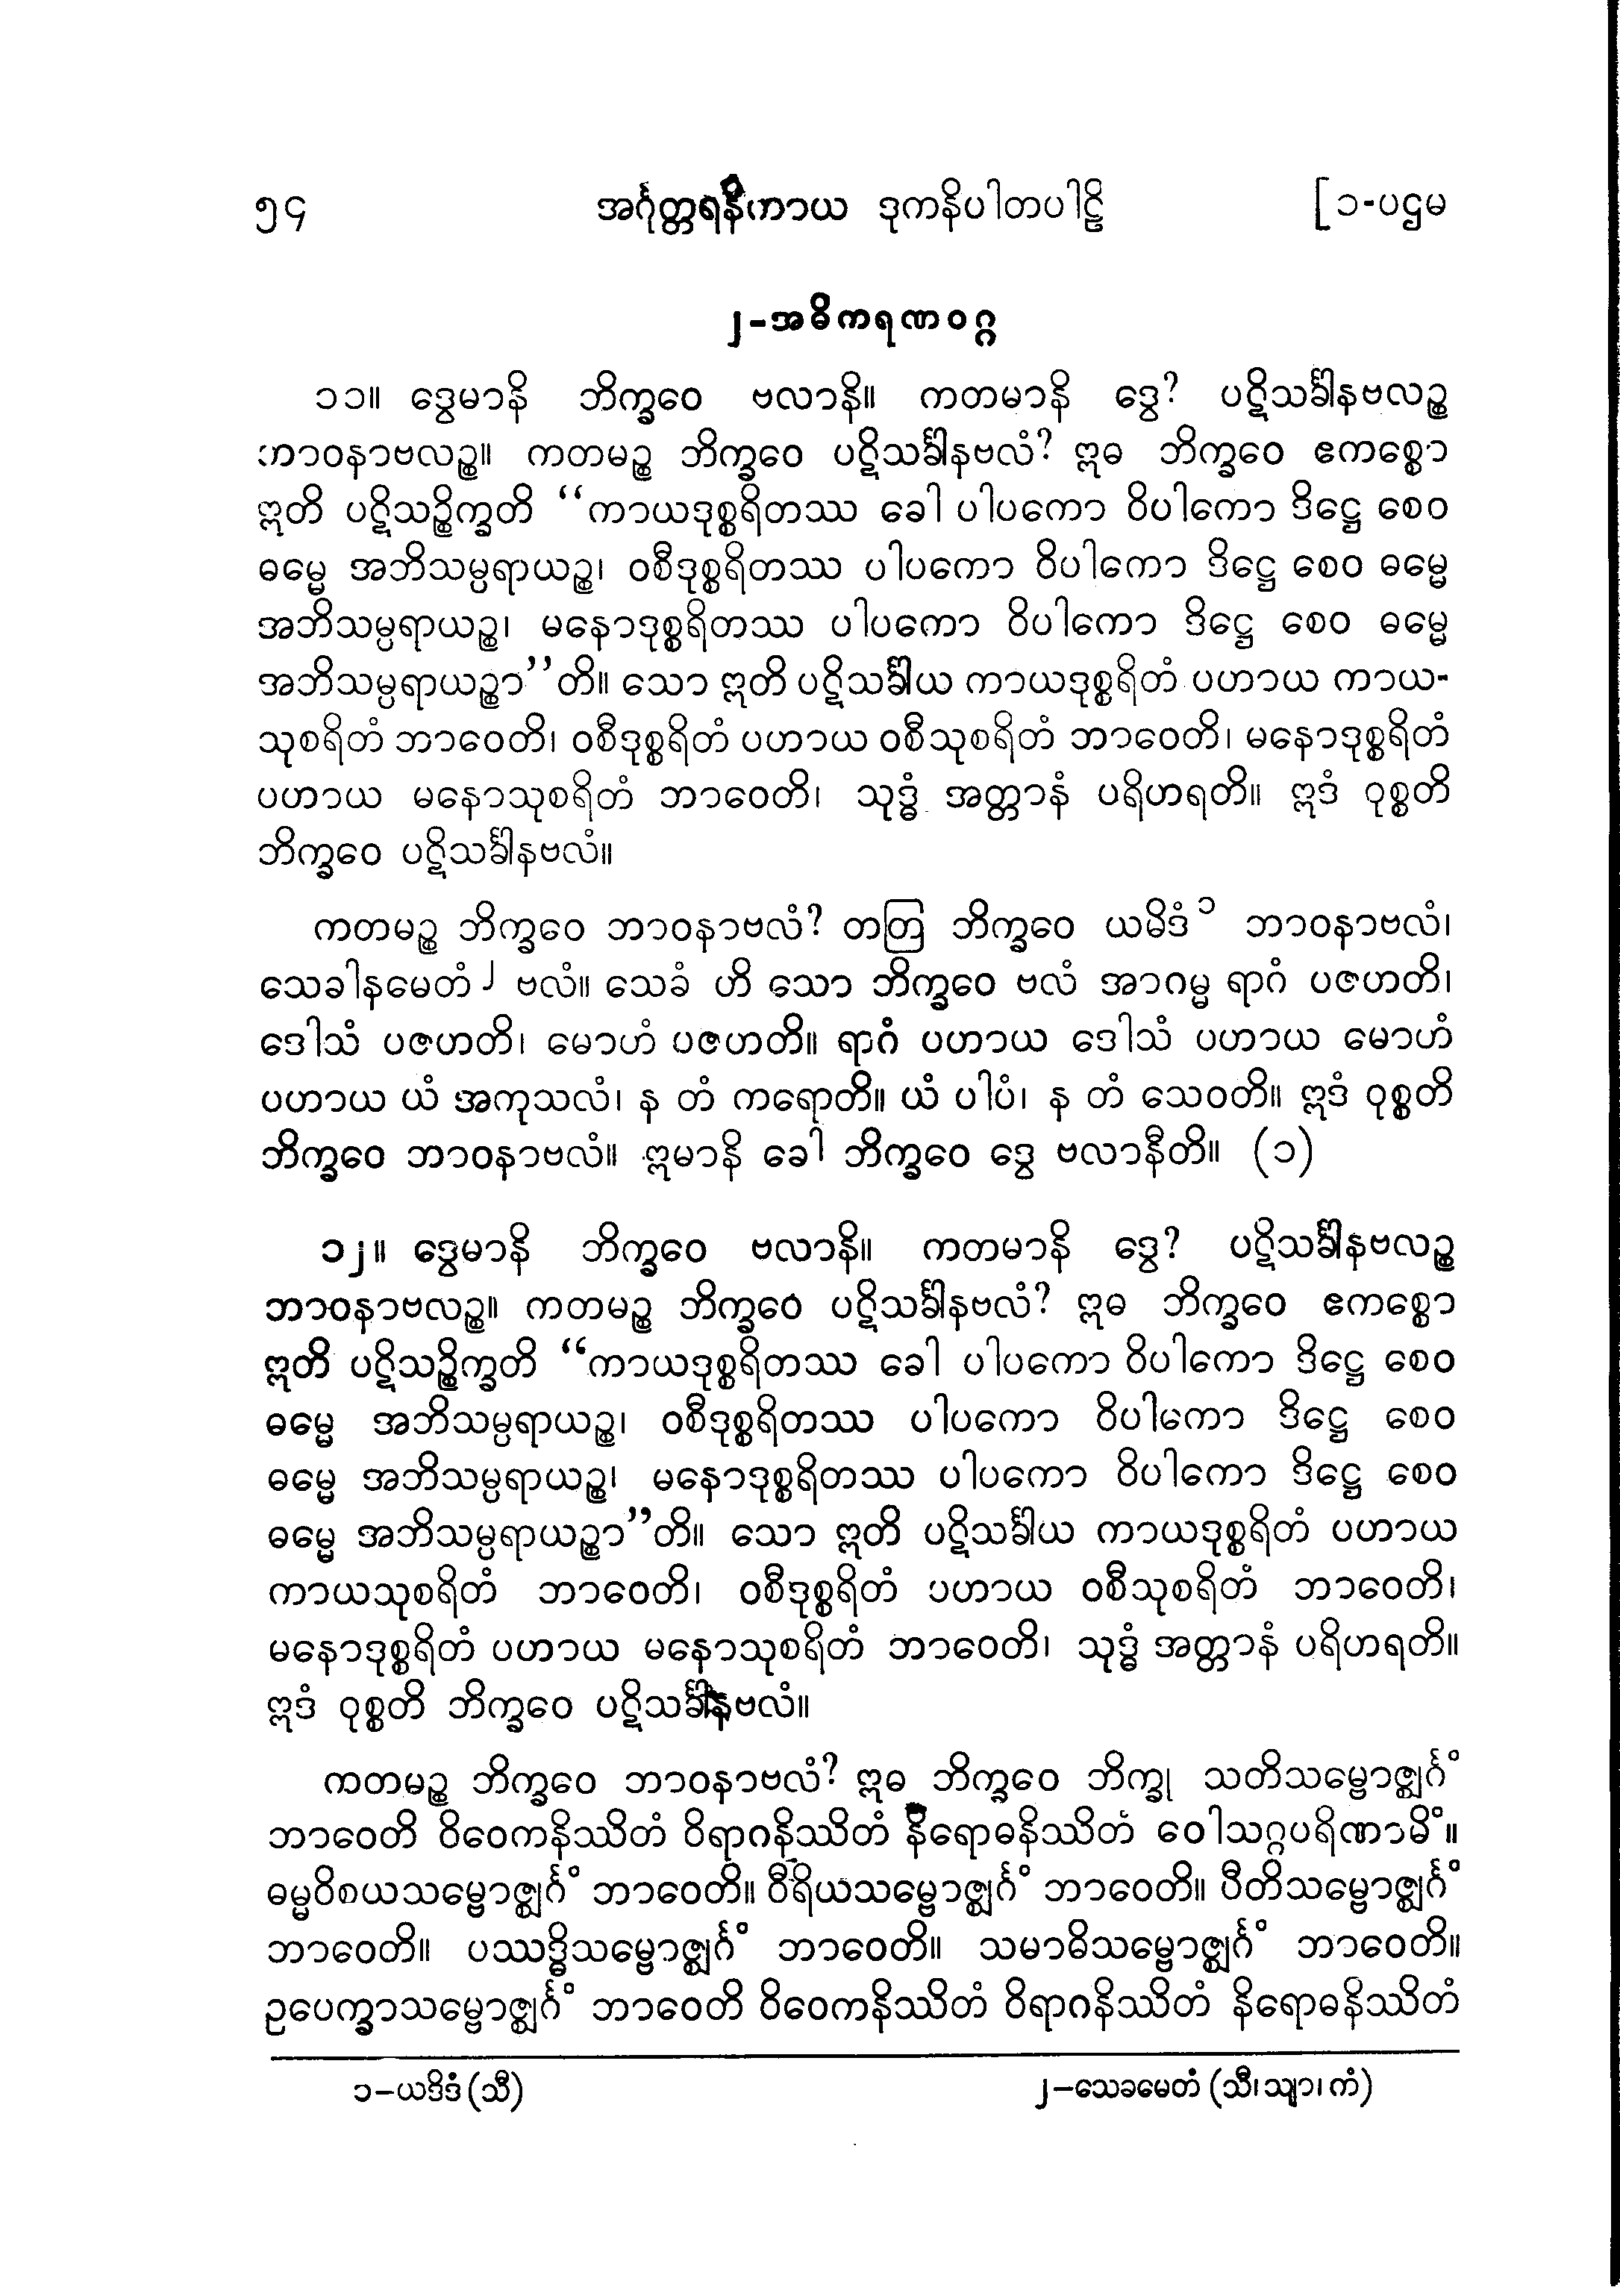 ၅၄ အင်္ဂုတ္တရနိကာယ ဒုကနိပါတပါဠိ [ ၁-ပဌမ
၂-အဓိကရဏဝဂ္ဂ
၁၁။ ဒွေမာနိ ဘိက္ခဝေ ဗလာနိ။ ကတမာနိ ဒွေ? ပဋိသင်္ခါနဗလဉ္စ
ဘာဝနာဗလဉ္စ။ ကတမဉ္စ ဘိက္ခဝေ ပဋိသင်္ခါနဗလံ? ဣဓ ဘိက္ခဝေ ဧကစ္စော
ဣတိ ပဋိသဉ္စိက္ခတိ “ကာယဒုစ္စရိတဿ ခေါ ပါပကော ဝိပါကော ဒိဋ္ဌေ စေဝ
ဓမ္မေ အဘိသမ္ပရာယဉ္စ၊ ဝစီဒုစ္စရိတဿ ပါပကော ဝိပါကော ဒိဋ္ဌေ စေဝ ဓမ္မေ
အဘိသမ္ပရာယဉ္စ၊ မနောဒုစ္စရိတဿ ပါပကော ဝိပါကော ဒိဋ္ဌေ စေဝ ဓမ္မေ
အဘိသမ္ပရာယဉ္စာ”တိ။ သော ဣတိ ပဋိသင်္ခါယ ကာယဒုစ္စရိတံ ပဟာယ ကာယ-
သုစရိတံ ဘာဝေတိ၊ ဝစီဒုစ္စရိတံ ပဟာယ ဝစီသုစရိတံ ဘာဝေတိ၊ မနောဒုစ္စရိတံ
ပဟာယ မနောသုစရိတံ ဘာဝေတိ၊ သုဒ္ဓံ အတ္တာနံ ပရိဟရတိ။ ဣဒံ ဝုစ္စတိ
ဘိက္ခဝေ ပဋိသင်္ခါနဗလံ။
ကတမဉ္စ ဘိက္ခဝေ ဘာဝနာဗလံ? တတြ ဘိက္ခဝေ ယမိဒံ ၁ ဘာဝနာဗလံ၊
သေခါနမေတံ ၂ ဗလံ။ သေခံ ဟိ သော ဘိက္ခဝေ ဗလံ အာဂမ္မ ရာဂံ ပဇဟတိ၊
ဒေါသံ ပဇဟတိ၊ မောဟံ ပဇဟတိ။ ရာဂံ ပဟာယ ဒေါသံ ပဟာယ မောဟံ
ပဟာယ ယံ အကုသလံ၊ န တံ ကရောတိ။ ယံ ပါပံ၊ န တံ သေဝတိ။ ဣဒံ ဝုစ္စတိ
ဘိက္ခဝေ ဘာဝနာဗလံ။ ဣမာနိ ခေါ ဘိက္ခဝေ ဒွေ ဗလာနီတိ။ (၁)
၁၂။ ဒွေမာနိ ဘိက္ခဝေ ဗလာနိ။ ကတမာနိ ဒွေ? ပဋိသင်္ခါနဗလဉ္စ
ဘာဝနာဗလဉ္စ။ ကတမဉ္စ ဘိက္ခဝေ ပဋိသင်္ခါနဗလံ? ဣဓ ဘိက္ခဝေ ဧကစ္စော
ဣတိ ပဋိသဉ္စိက္ခတိ “ကာယဒုစ္စရိတဿ ခေါ ပါပကော ဝိပါကော ဒိဋ္ဌေ စေဝ
ဓမ္မေ အဘိသမ္ပရာယဉ္စ၊ ဝစီဒုစ္စရိတဿ ပါပကော ဝိပါကော ဒိဋ္ဌေ စေဝ
ဓမ္မေ အဘိသမ္ပရာယဉ္စ၊ မနောဒုစ္စရိတဿ ပါပကော ဝိပါကော ဒိဋ္ဌေ စေဝ
ဓမ္မေ အဘိသမ္ပရာယဉ္စာ”တိ။ သော ဣတိ ပဋိသင်္ခါယ ကာယဒုစ္စရိတံ ပဟာယ
ကာယသုစရိတံ ဘာဝေတိ၊ ဝစီဒုစ္စရိတံ ပဟာယ ဝစီသုစရိတံ ဘာဝေတိ၊
မနောဒုစ္စရိတံ ပဟာယ မနောသုစရိတံ ဘာဝေတိ၊ သုဒ္ဓံ အတ္တာနံ ပရိဟရတိ။
ဣဒံ ဝုစ္စတိ ဘိက္ခဝေ ပဋိသင်္ခါနဗလံ။
ကတမဉ္စ ဘိက္ခဝေ ဘာဝနာဗလံ? ဣဓ ဘိက္ခဝေ ဘိက္ခု သတိသမ္ဗောဇ္ဈင်္ဂံ
ဘာဝေတိ ဝိဝေကနိဿိတံ ဝိရာဂနိဿိတံ နိရောဓနိဿိတံ ဝေါသဂ္ဂပရိဏာမိံ။
ဓမ္မဝိစယသမ္ဗောဇ္ဈင်္ဂံ ဘာဝေတိ။ ဝီရိယသမ္ဗောဇ္ဈင်္ဂံ ဘာဝေတိ။ ပီတိသမ္ဗောဇ္ဈင်္ဂံ
ဘာဝေတိ။ ပဿဒ္ဓိသမ္ဗောဇ္ဈင်္ဂံ ဘာဝေတိ။ သမာဓိသမ္ဗောဇ္ဈင်္ဂံ ဘာဝေတိ။
ဥပေက္ခာသမ္ဗောဇ္ဈင်္ဂံ ဘာဝေတိ ဝိဝေကနိဿိတံ ဝိရာဂနိဿိတံ နိရောဓနိဿိတံ
၁–ယဒိဒံ (သီ) ၂–သေခမေတံ (သီ၊ သျာ၊ ကံ)